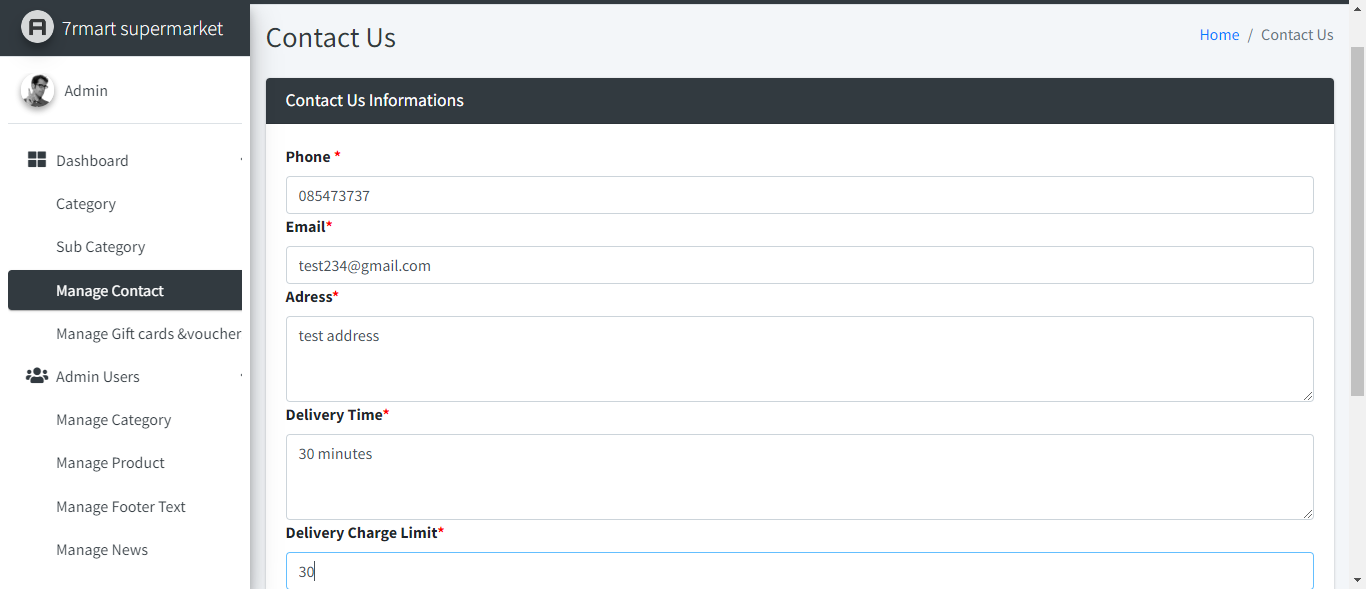 7rmart supermarket
Admin
Dashboard
Category
Sub Category
Manage Contact
Manage Gift cards &voucher
Admin Users
Manage Category
Manage Product
Manage Footer Text
Manage News
Contact Us
Home / Contact Us
Contact Us Informations
Phone *
085473737
Email*
test234@gmail.com
Adress*
test address
Delivery Time*
30 minutes
Delivery Charge Limit*
30